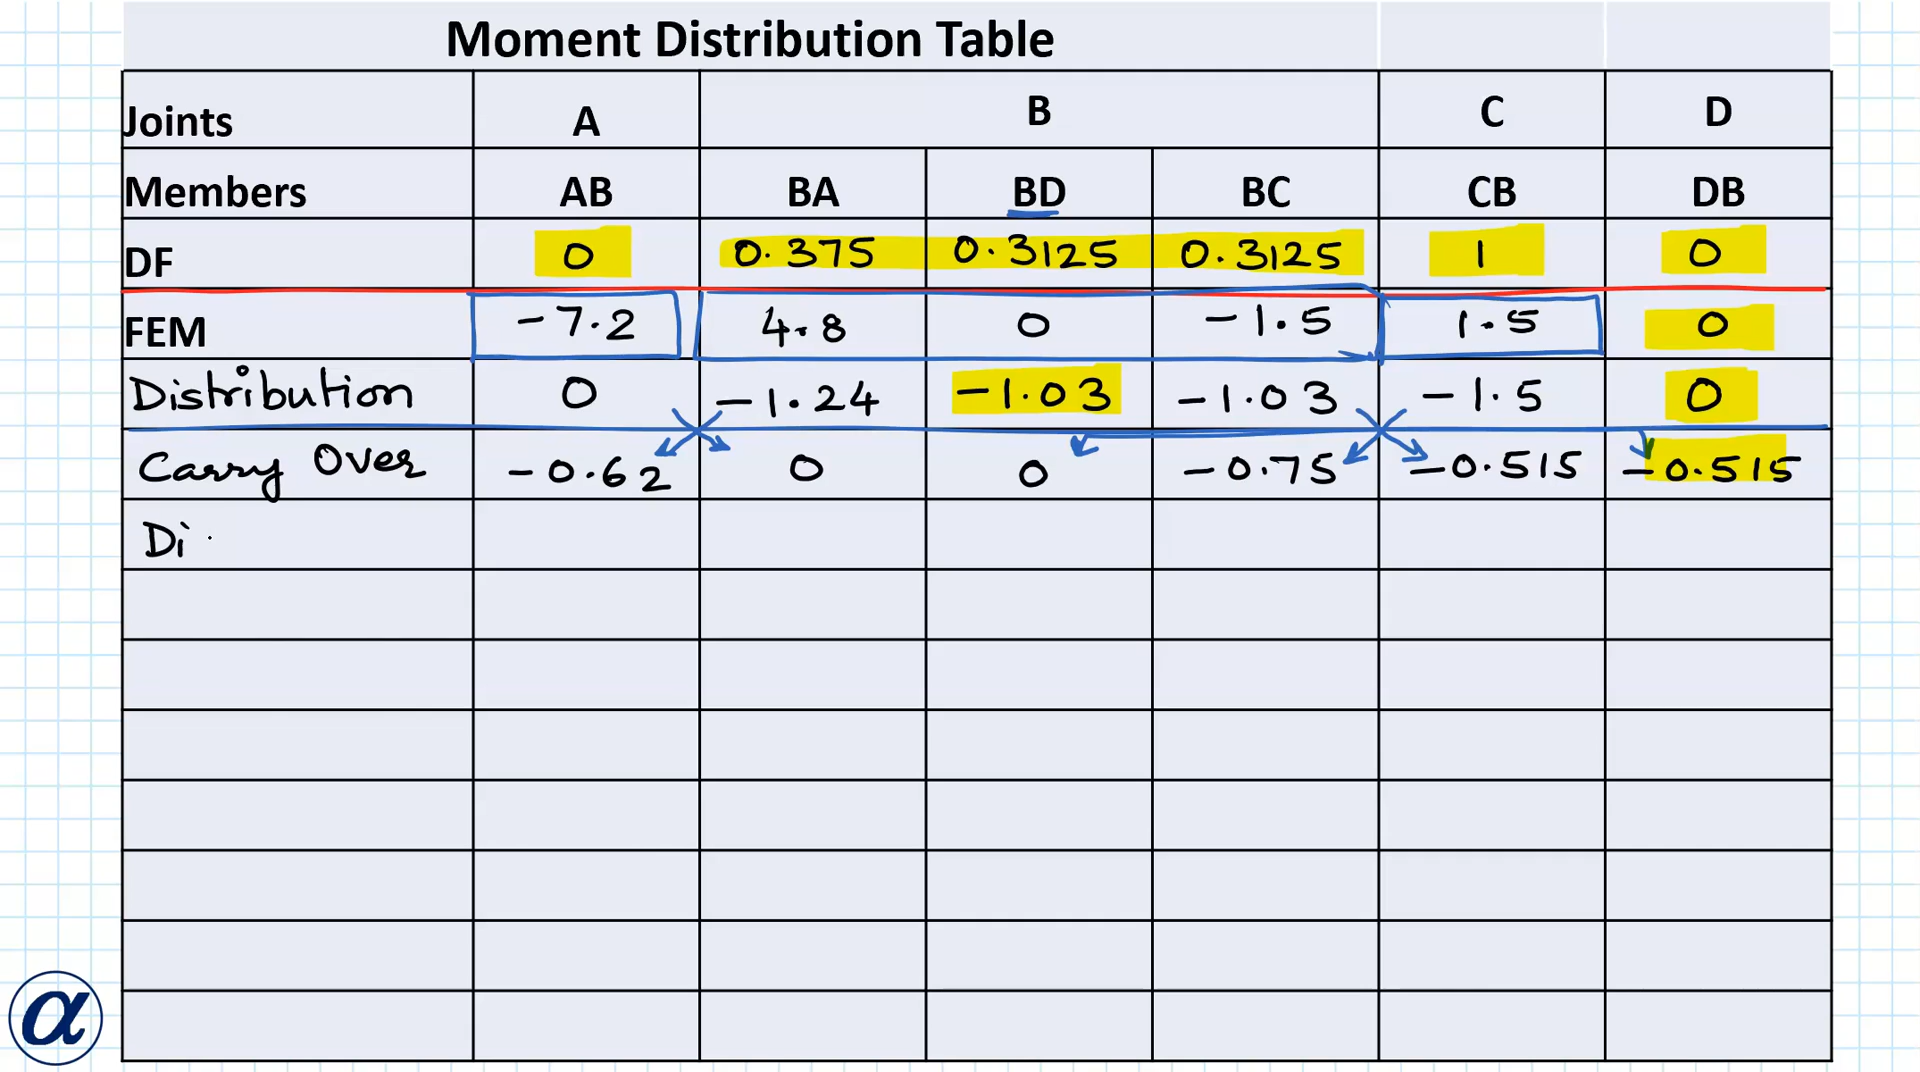 Moment Distribution Table
Joints A B C D
Members AB BA BD BC CB DB
DF 0 0.375 0.3125 0.3125 1 0
FEM -7.2 4.8 0 -1.5 1.5 0
Distribution 0 -1.24 -1.03 -1.03 -1.5 0
Carry Over -0.62 0 0 -0.75 -0.515 -0.515
Di
α